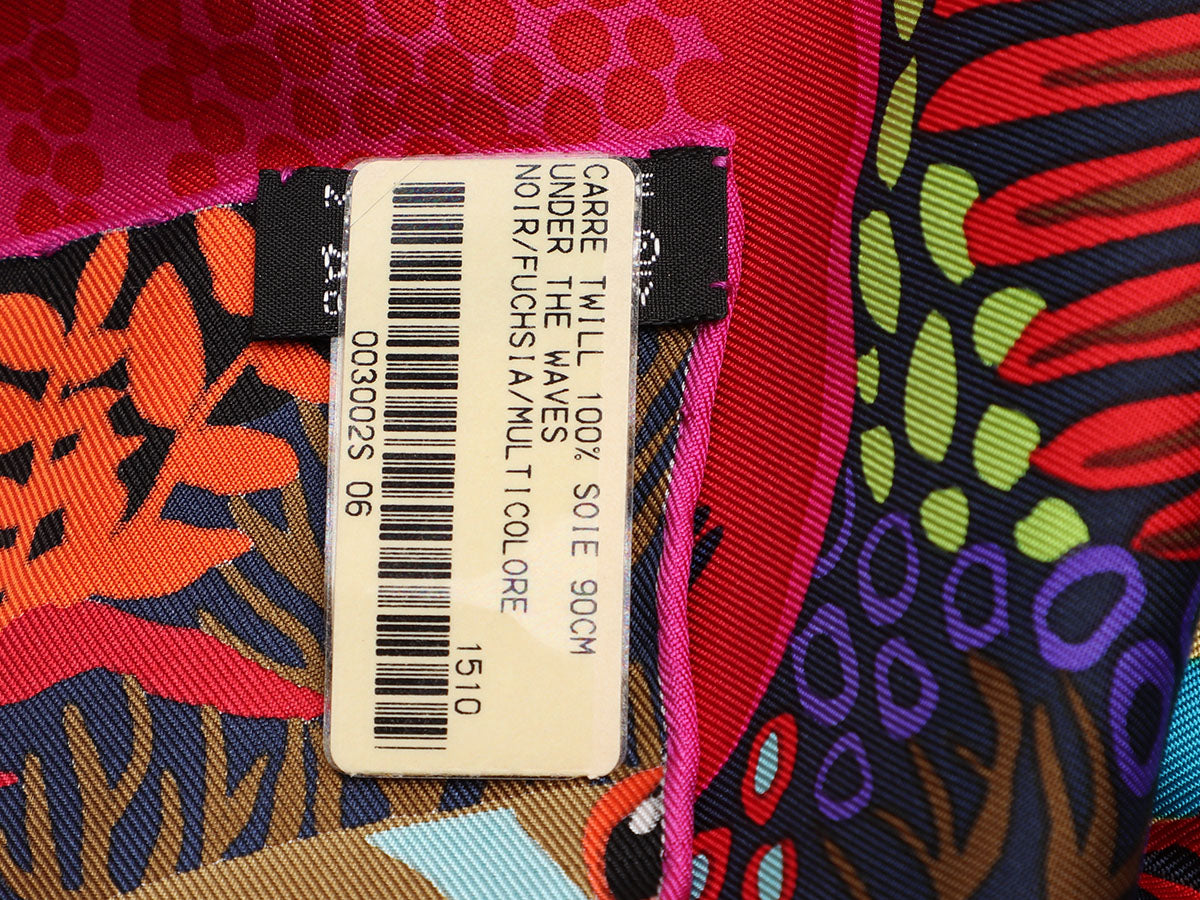 CARRE TWILL 100% SOIE 90CM
UNDER THE WAVES
NOIR/FUCHSIA/MULTICOLORE
1510
003002S 06